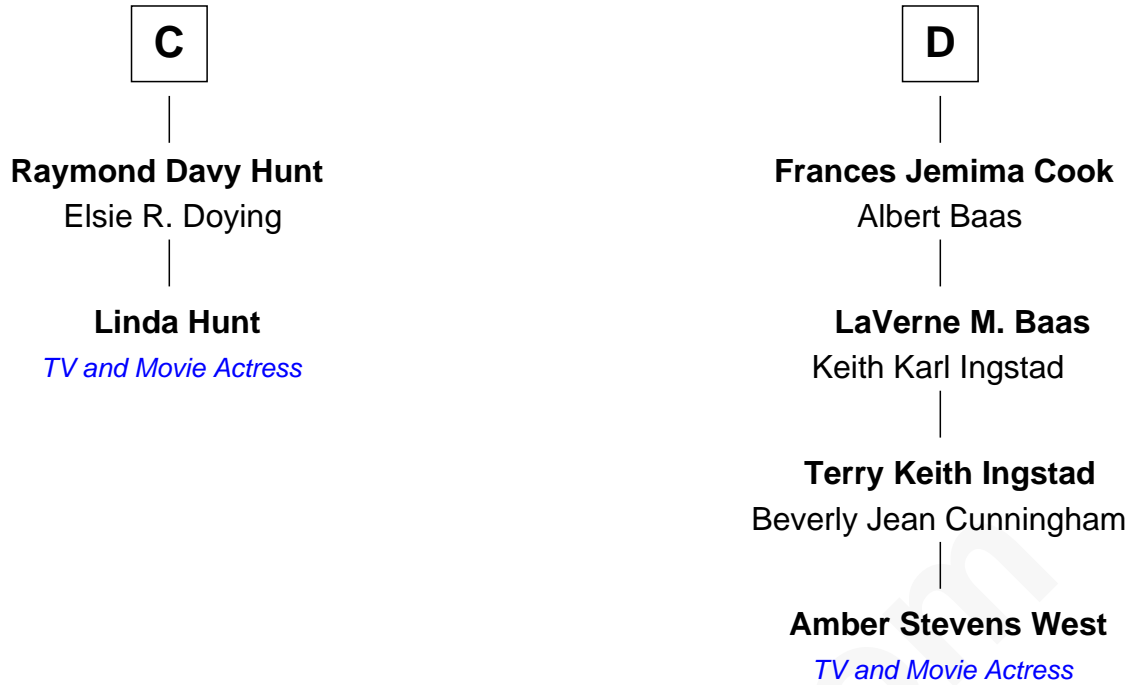 C
Raymond Davy Hunt
Elsie R. Doying
Linda Hunt
TV and Movie Actress
D
Frances Jemima Cook
Albert Baas
LaVerne M. Baas
Keith Karl Ingstad
Terry Keith Ingstad
Beverly Jean Cunningham
Amber Stevens West
TV and Movie Actress